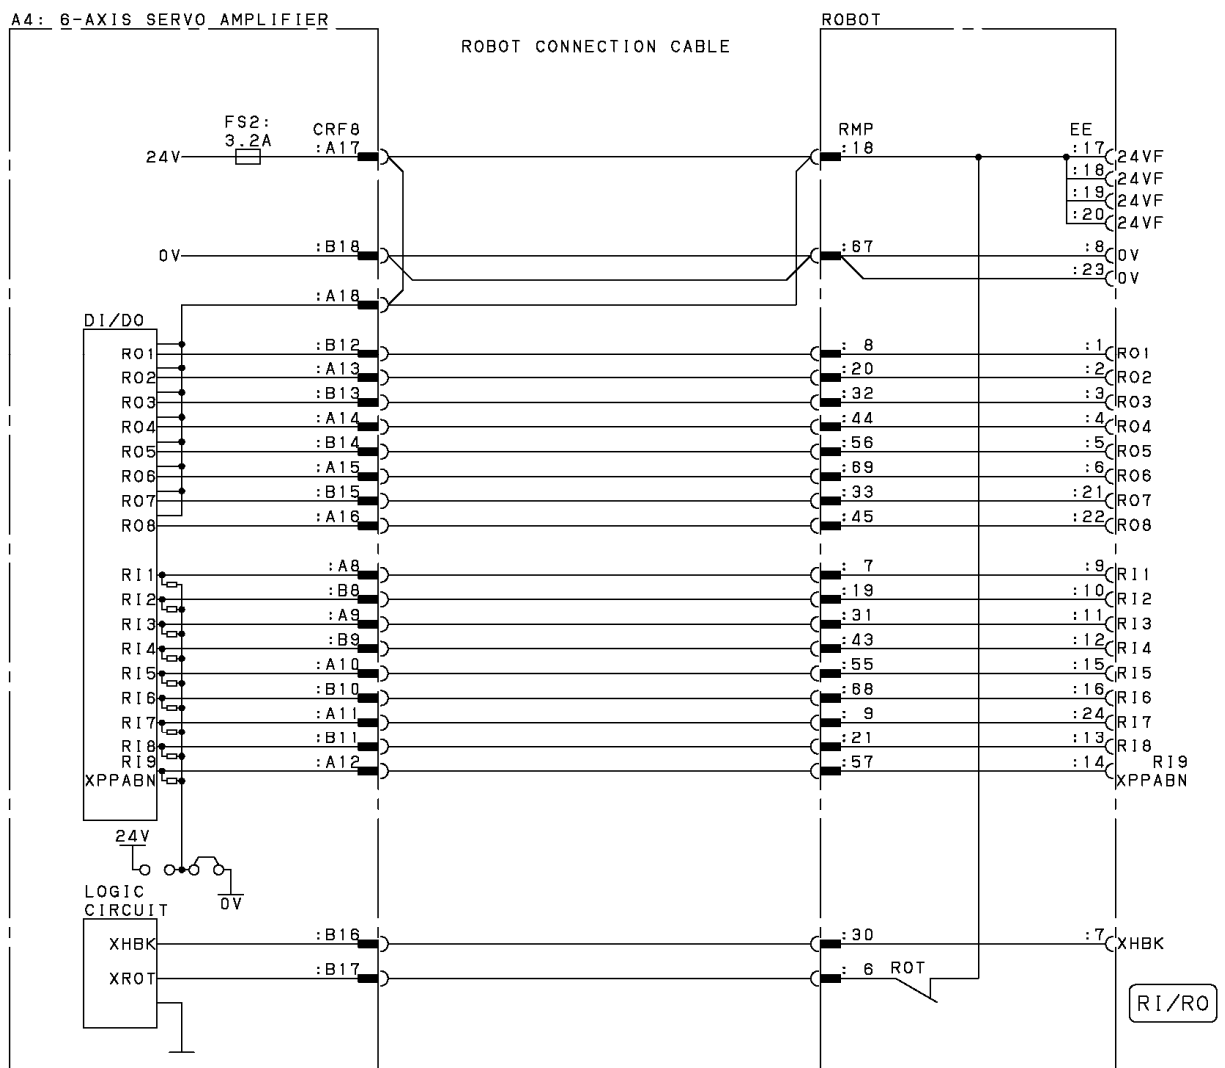 A4: 6-AXIS SERVO AMPLIFIER ROBOT
ROBOT CONNECTION CABLE
FS2:
3.2A CRF8 RMP EE
24V :A17 :18 :17 24VF
:18 24VF
:19 24VF
:20 24VF
0V :B18 :67 :8 0V
:23 0V
:A18
DI/DO
RO1 :B12 : 8 :1 RO1
RO2 :A13 :20 :2 RO2
RO3 :B13 :32 :3 RO3
RO4 :A14 :44 :4 RO4
RO5 :B14 :56 :5 RO5
RO6 :A15 :69 :6 RO6
RO7 :B15 :33 :21 RO7
RO8 :A16 :45 :22 RO8
RI1 :A8 : 7 :9 RI1
RI2 :B8 :19 :10 RI2
RI3 :A9 :31 :11 RI3
RI4 :B9 :43 :12 RI4
RI5 :A10 :55 :15 RI5
RI6 :B10 :68 :16 RI6
RI7 :A11 : 9 :24 RI7
RI8 :B11 :21 :13 RI8
RI9 :A12 :57 :14 RI9
XPPABN XPPABN
24V
0V
LOGIC
CIRCUIT
XHBK :B16 :30 :7 XHBK
XROT :B17 : 6 ROT
RI/RO